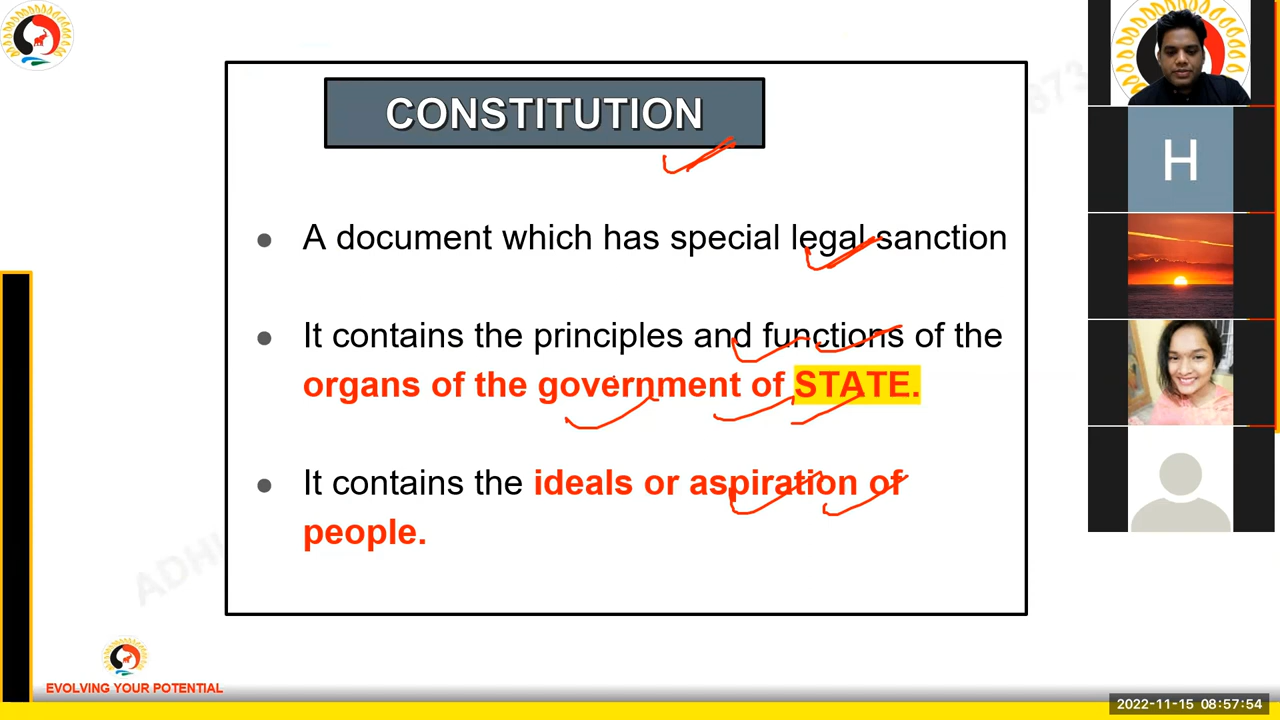 CONSTITUTION
A document which has special legal sanction
It contains the principles and functions of the
organs of the government of STATE.
It contains the ideals or aspiration of
people.
H
EVOLVING YOUR POTENTIAL
2022-11-15 08:57:54